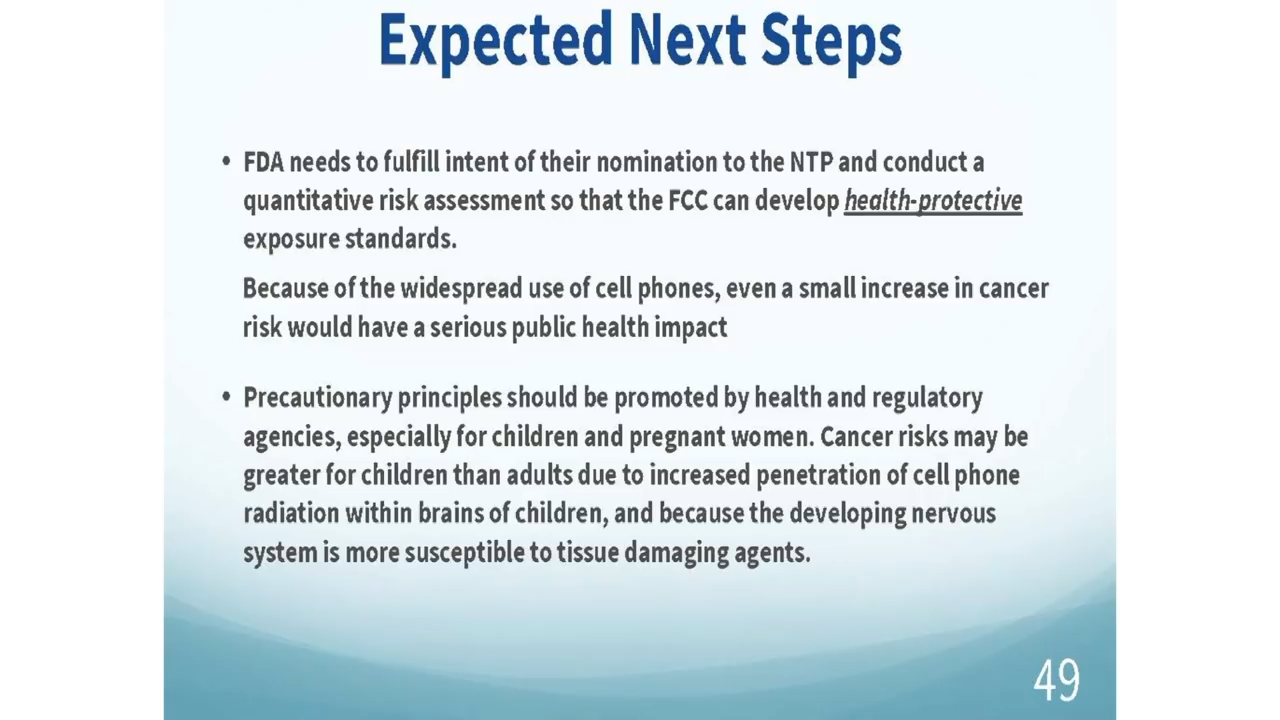 Expected Next Steps
• FDA needs to fulfill intent of their nomination to the NTP and conduct a
quantitative risk assessment so that the FCC can develop health-protective
exposure standards.
Because of the widespread use of cell phones, even a small increase in cancer
risk would have a serious public health impact
• Precautionary principles should be promoted by health and regulatory
agencies, especially for children and pregnant women. Cancer risks may be
greater for children than adults due to increased penetration of cell phone
radiation within brains of children, and because the developing nervous
system is more susceptible to tissue damaging agents.
49